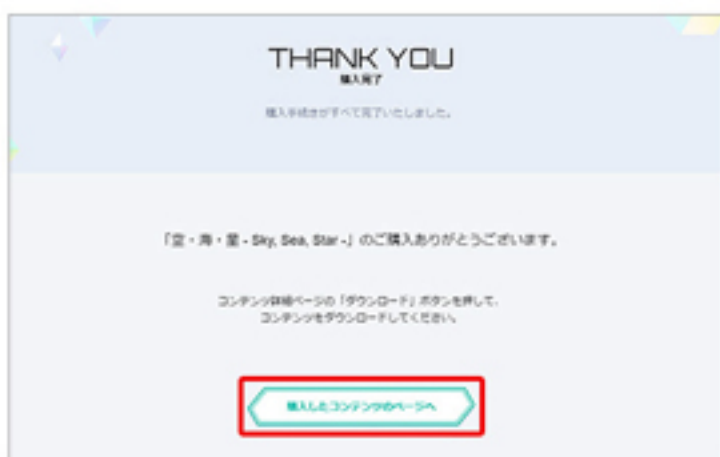 THANK YOU
購入完了
購入手続きがすべて完了いたしました。
「空・海・星 - Sky, Sea, Star -」のご購入ありがとうございます。
コンテンツ詳細ページの「ダウンロード」ボタンを押して、
コンテンツをダウンロードしてください。
購入したコンテンツのページへ